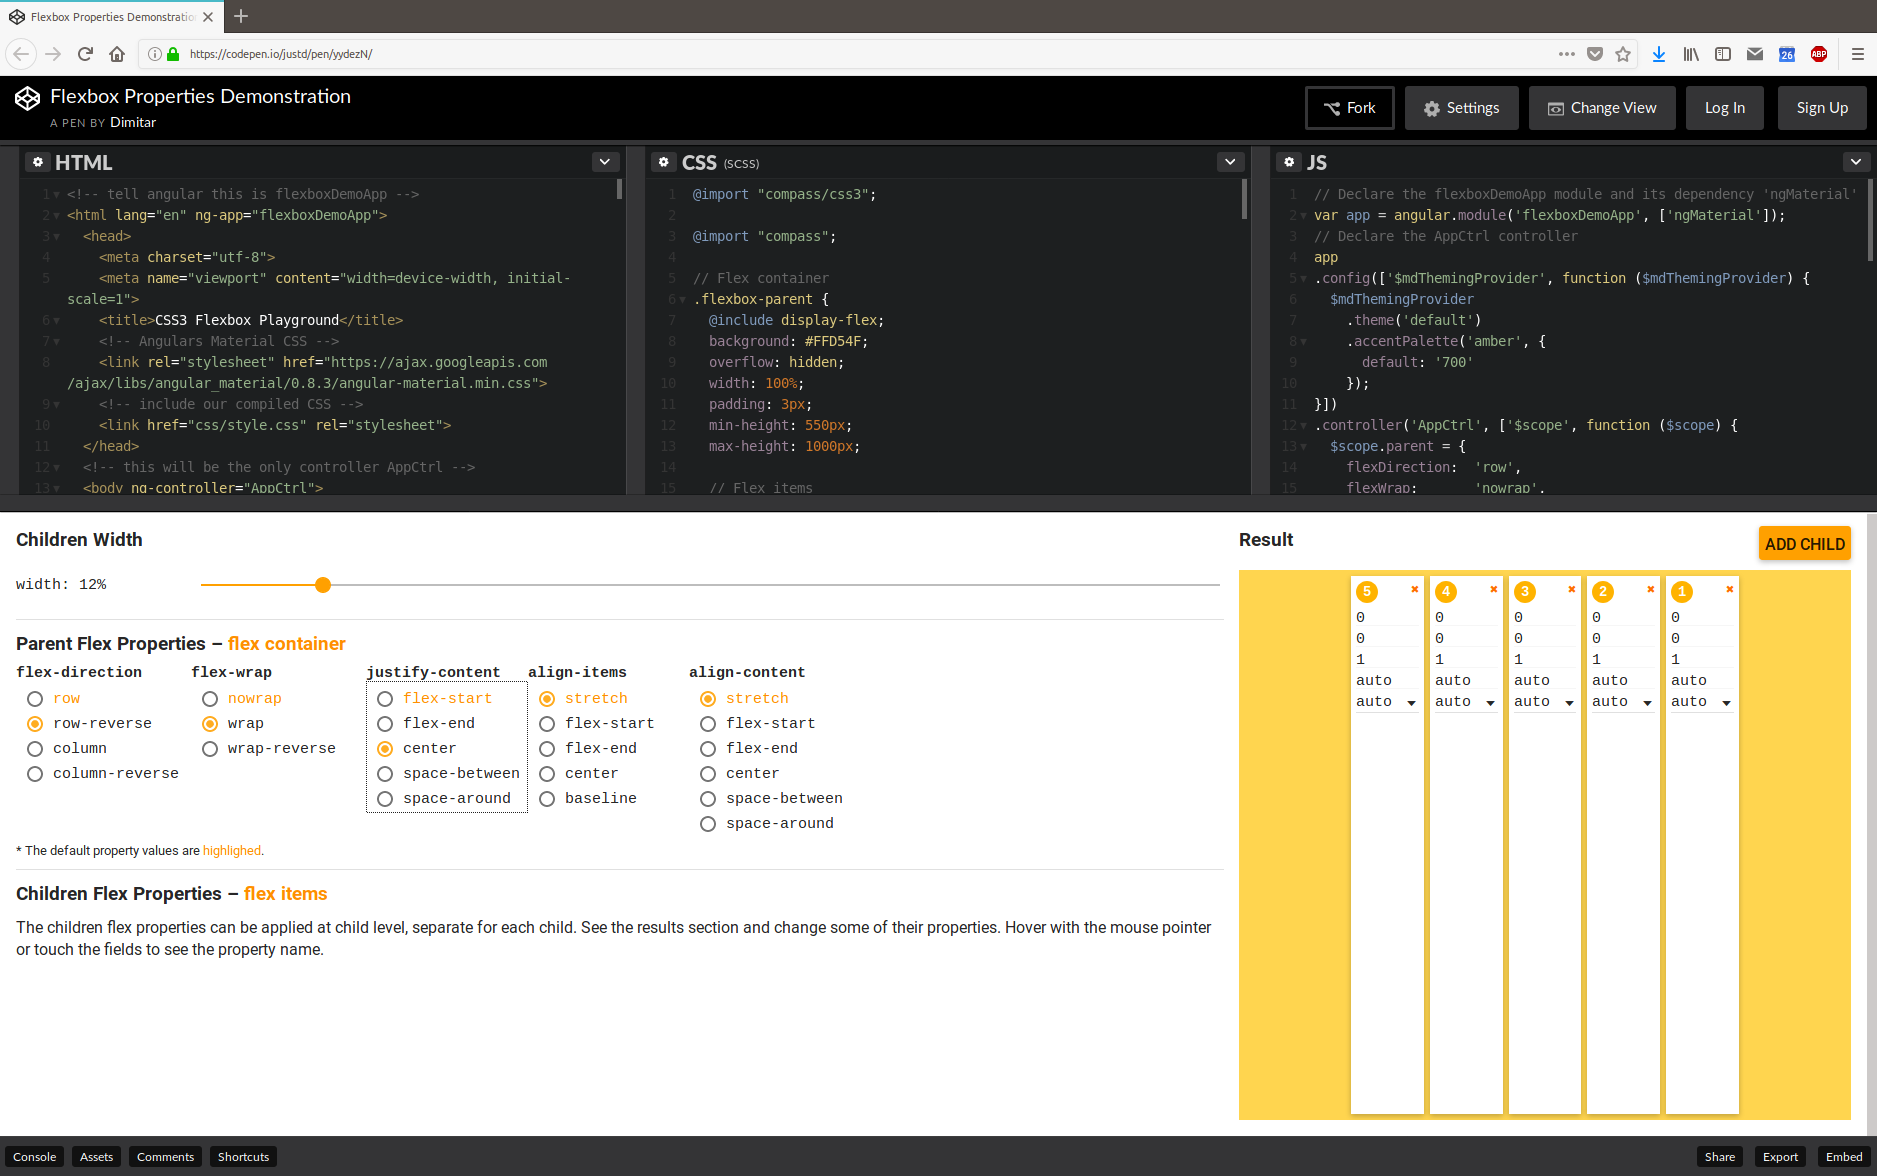 Flexbox Properties Demonstratio
https://codepen.io/justd/pen/yydezN/
26
ABP
Flexbox Properties Demonstration
A PEN BY Dimitar
Fork
Settings
Change View
Log In
Sign Up
HTML
1 <!-- tell angular this is flexboxDemoApp -->
2 <html lang="en" ng-app="flexboxDemoApp">
3 <head>
4 <meta charset="utf-8">
5 <meta name="viewport" content="width=device-width, initial-
scale=1">
6 <title>CSS3 Flexbox Playground</title>
7 <!-- Angulars Material CSS -->
8 <link rel="stylesheet" href="https://ajax.googleapis.com
/ajax/libs/angular_material/0.8.3/angular-material.min.css">
9 <!-- include our compiled CSS -->
10 <link href="css/style.css" rel="stylesheet">
11 </head>
12 <!-- this will be the only controller AppCtrl -->
13 <body ng-controller="AppCtrl">
CSS (SCSS)
1 @import "compass/css3";
2
3 @import "compass";
4
5 // Flex container
6 .flexbox-parent {
7 @include display-flex;
8 background: #FFD54F;
9 overflow: hidden;
10 width: 100%;
11 padding: 3px;
12 min-height: 550px;
13 max-height: 1000px;
14
15 // Flex items
JS
1 // Declare the flexboxDemoApp module and its dependency 'ngMaterial'
2 var app = angular.module('flexboxDemoApp', ['ngMaterial']);
3 // Declare the AppCtrl controller
4 app
5 .config(['$mdThemingProvider', function ($mdThemingProvider) {
6 $mdThemingProvider
7 .theme('default')
8 .accentPalette('amber', {
9 default: '700'
10 });
11 }])
12 .controller('AppCtrl', ['$scope', function ($scope) {
13 $scope.parent = {
14 flexDirection: 'row',
15 flexWrap: 'nowrap',
Children Width
width: 12%
Parent Flex Properties – flex container
flex-direction
row
row-reverse
column
column-reverse
flex-wrap
nowrap
wrap
wrap-reverse
justify-content
flex-start
flex-end
center
space-between
space-around
align-items
stretch
flex-start
flex-end
center
baseline
align-content
stretch
flex-start
flex-end
center
space-between
space-around
* The default property values are highlighed.
Children Flex Properties – flex items
The children flex properties can be applied at child level, separate for each child. See the results section and change some of their properties. Hover with the mouse pointer
or touch the fields to see the property name.
Result
ADD CHILD
5 4 3 2 1
0 0 0 0 0
0 0 0 0 0
1 1 1 1 1
auto auto auto auto auto
auto auto auto auto auto
Console
Assets
Comments
Shortcuts
Share
Export
Embed